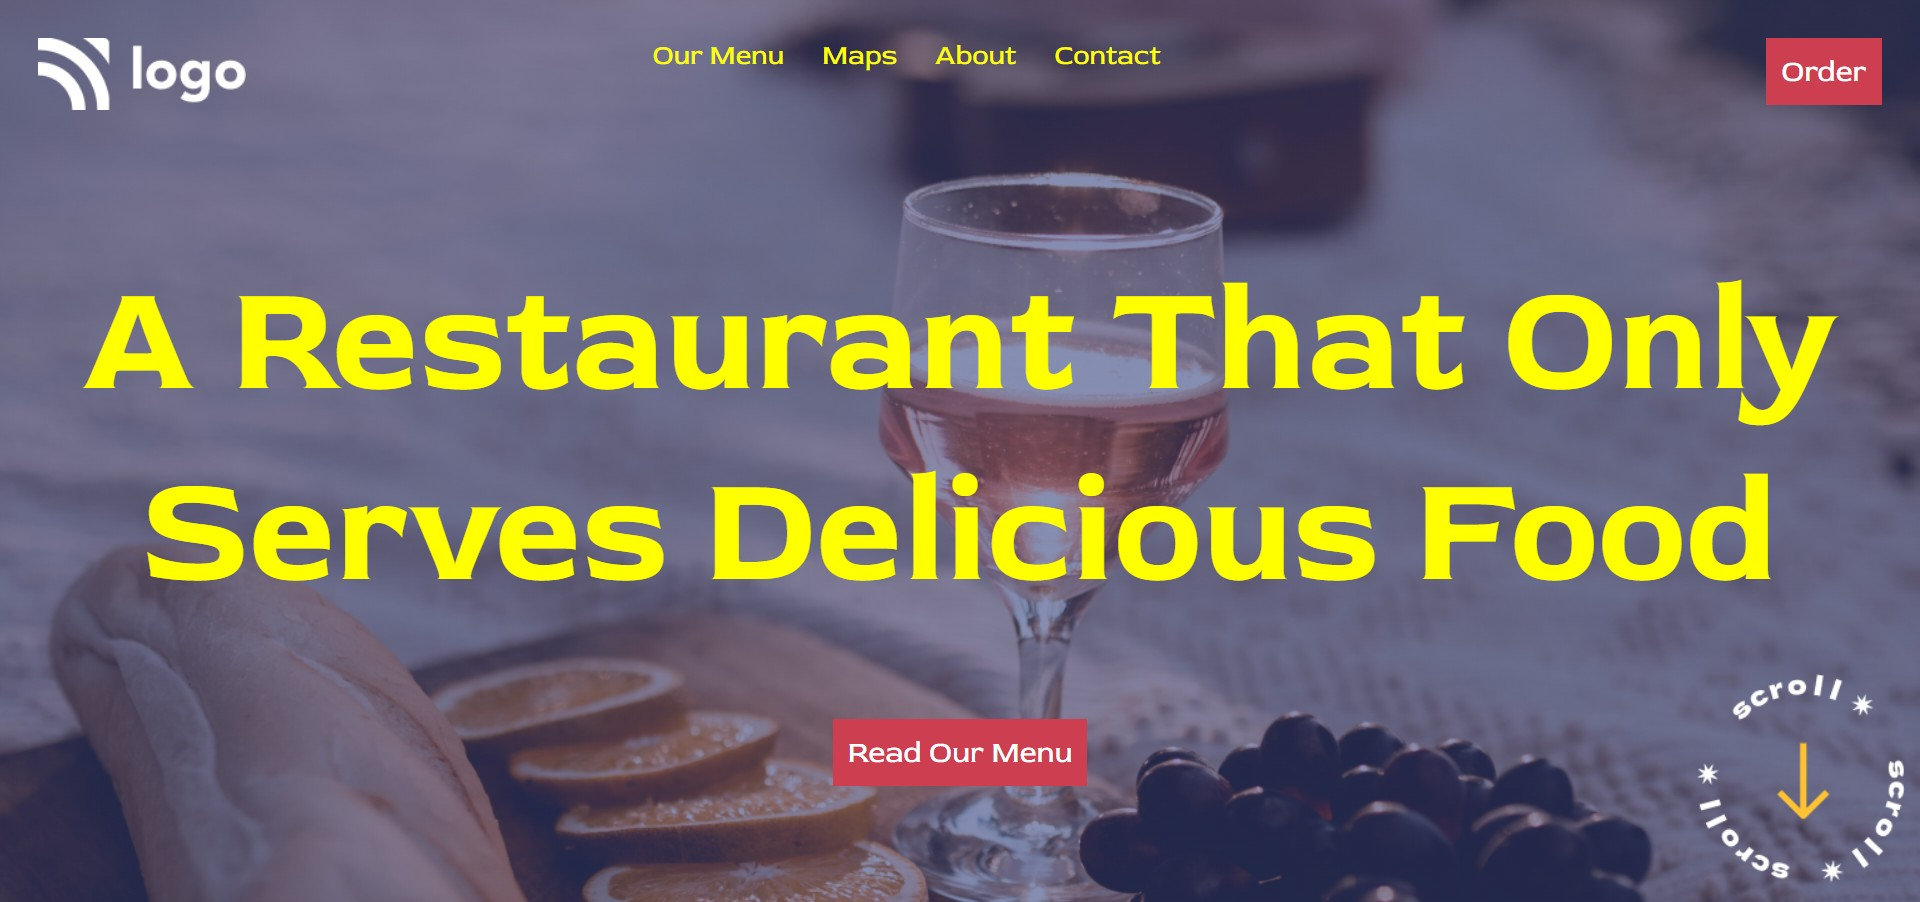 logo
Our Menu Maps About Contact
Order
A Restaurant That Only
Serves Delicious Food
Read Our Menu
scroll
scroll
scroll